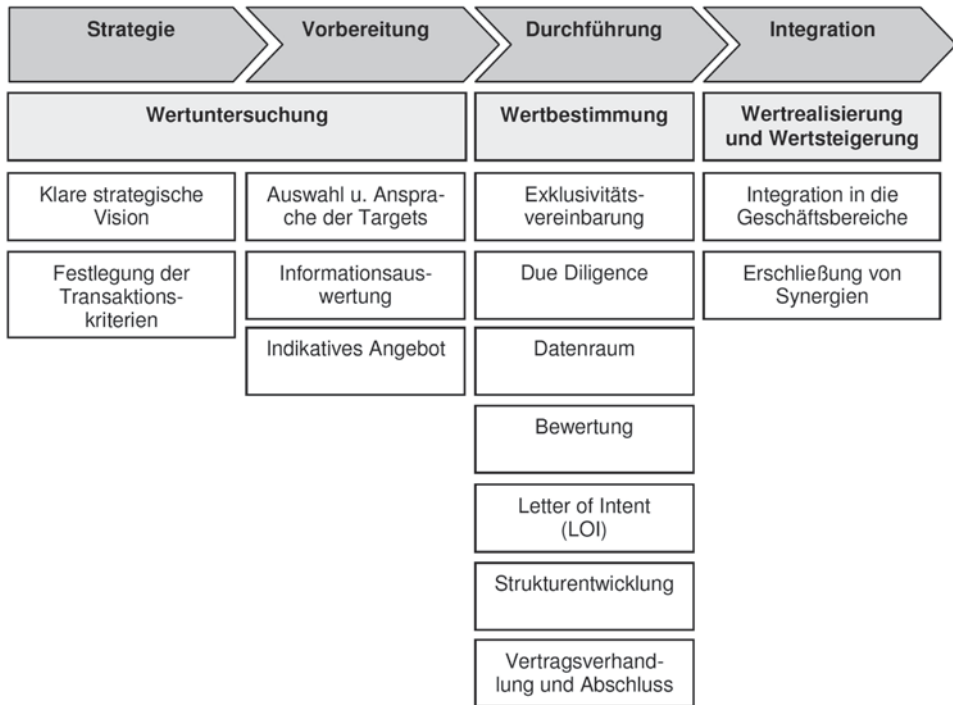 Strategie
Vorbereitung
Durchführung
Integration
Wertuntersuchung
Wertbestimmung
Wertrealisierung
und Wertsteigerung
Klare strategische
Vision
Festlegung der
Transaktions-
kriterien
Auswahl u. Anspra-
che der Targets
Informationsaus-
wertung
Indikatives Angebot
Exklusivitäts-
vereinbarung
Due Diligence
Datenraum
Bewertung
Letter of Intent
(LOI)
Strukturentwicklung
Vertragsverhand-
lung und Abschluss
Integration in die
Geschäftsbereiche
Erschließung von
Synergien